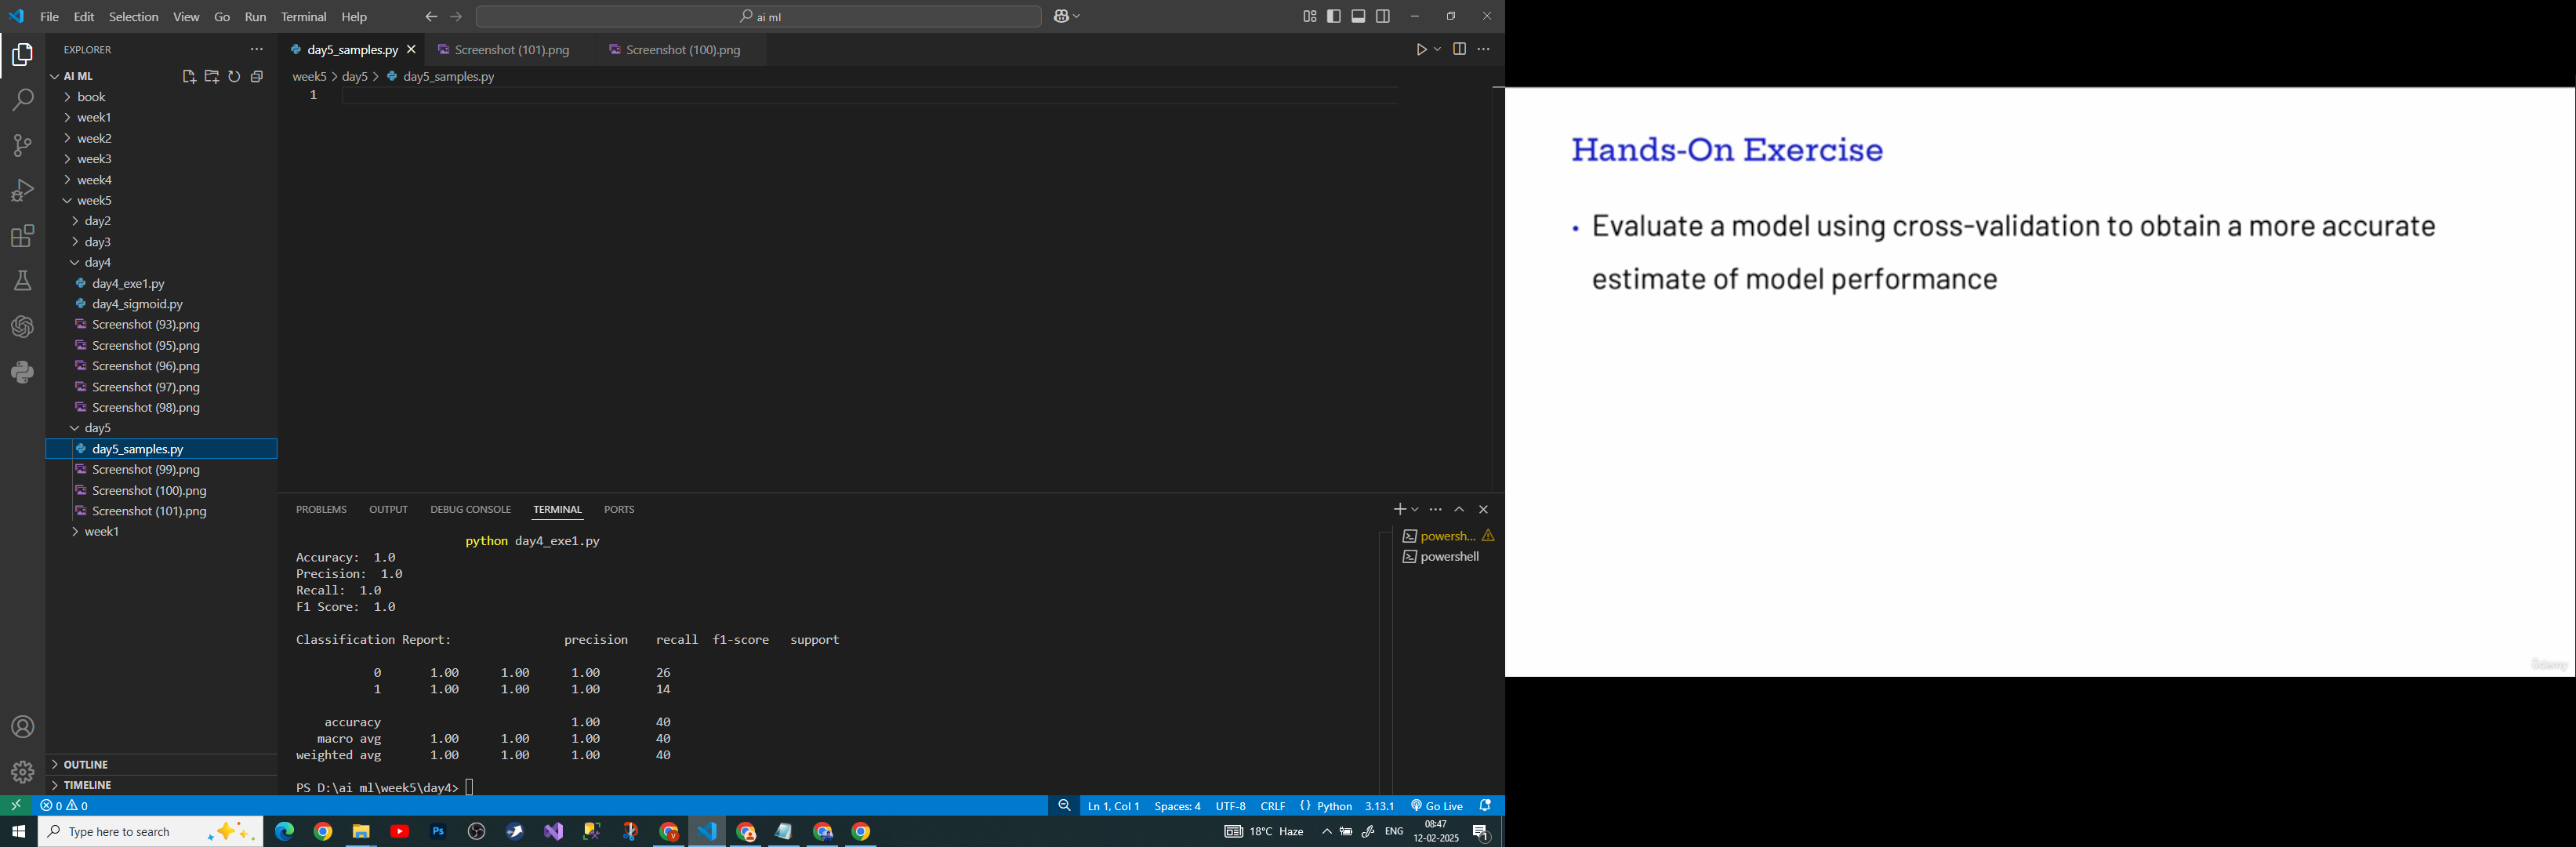 File Edit Selection View Go Run Terminal Help
ai ml
EXPLORER
AI ML
book
week1
week2
week3
week4
week5
day2
day3
day4
day4_exe1.py
day4_sigmoid.py
Screenshot (93).png
Screenshot (95).png
Screenshot (96).png
Screenshot (97).png
Screenshot (98).png
day5
day5_samples.py
Screenshot (99).png
Screenshot (100).png
Screenshot (101).png
week1
OUTLINE
TIMELINE
day5_samples.py Screenshot (101).png Screenshot (100).png
week5 > day5 > day5_samples.py
1
PROBLEMS OUTPUT DEBUG CONSOLE TERMINAL PORTS
python day4_exe1.py
Accuracy: 1.0
Precision: 1.0
Recall: 1.0
F1 Score: 1.0
Classification Report: precision recall f1-score support
0 1.00 1.00 1.00 26
1 1.00 1.00 1.00 14
accuracy 1.00 40
macro avg 1.00 1.00 1.00 40
weighted avg 1.00 1.00 1.00 40
PS D:\ai ml\week5\day4>
powersh...
powershell
0 0 Ln 1, Col 1 Spaces: 4 UTF-8 CRLF {} Python 3.13.1 Go Live
Type here to search
Ps
18°C Haze ENG
08:47
12-02-2025
1
Hands-On Exercise
• Evaluate a model using cross-validation to obtain a more accurate
estimate of model performance
Udemy